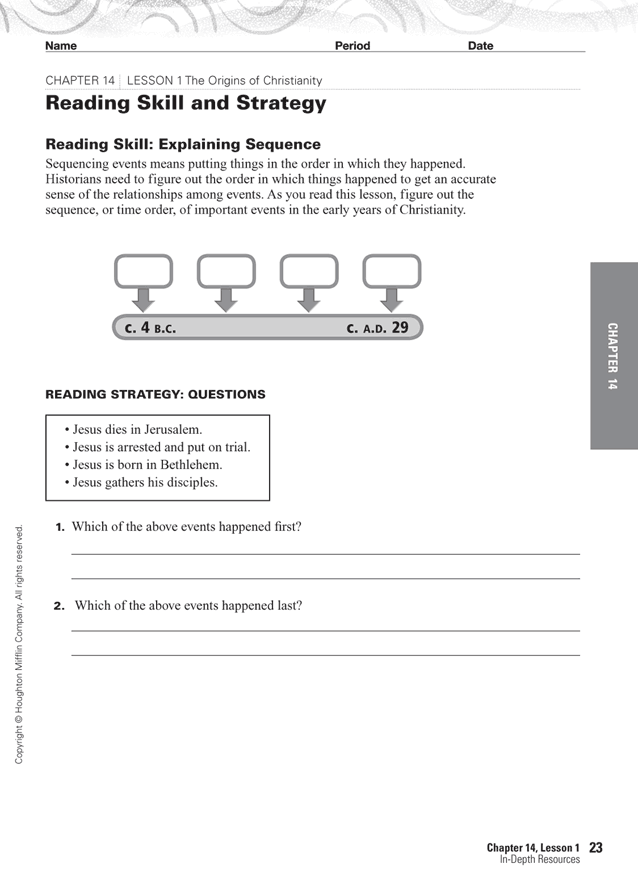 Name Period Date
CHAPTER 14 | LESSON 1 The Origins of Christianity
Reading Skill and Strategy
Reading Skill: Explaining Sequence
Sequencing events means putting things in the order in which they happened.
Historians need to figure out the order in which things happened to get an accurate
sense of the relationships among events. As you read this lesson, figure out the
sequence, or time order, of important events in the early years of Christianity.
c. 4 B.C. c. A.D. 29
CHAPTER 14
READING STRATEGY: QUESTIONS
• Jesus dies in Jerusalem.
• Jesus is arrested and put on trial.
• Jesus is born in Bethlehem.
• Jesus gathers his disciples.
1. Which of the above events happened first?
2. Which of the above events happened last?
Copyright © Houghton Mifflin Company. All rights reserved.
Chapter 14, Lesson 1 23
In-Depth Resources